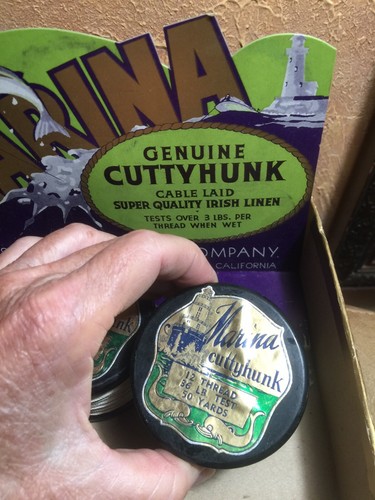 MARINA
GENUINE
CUTTYHUNK
CABLE LAID
SUPER QUALITY IRISH LINEN
TESTS OVER 3 LBS. PER
THREAD WHEN WET
COMPANY
CALIFORNIA
Marina
cuttyhunk
12 THREAD
36 LB. TEST
50 YARDS